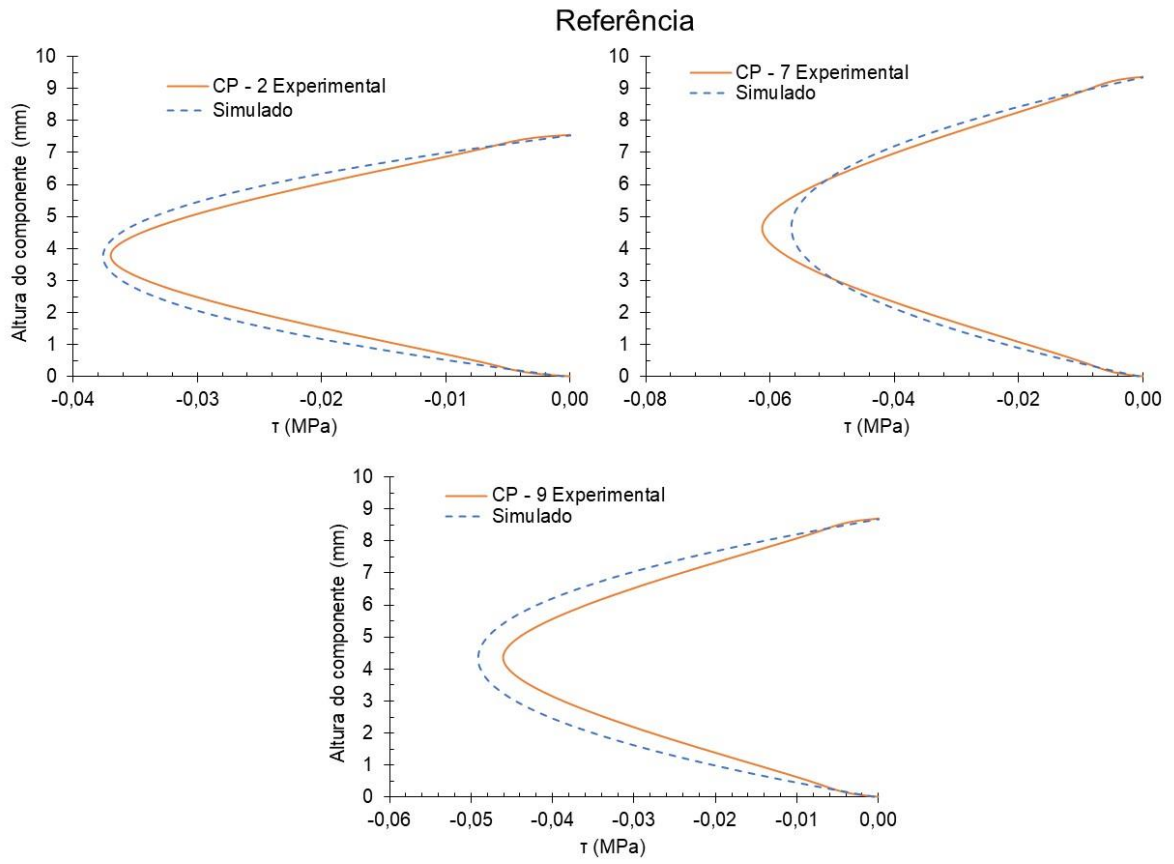 Referência
CP - 2 Experimental
Simulado
Altura do componente (mm)
10
9
8
7
6
5
4
3
2
1
0
-0,04 -0,03 -0,02 -0,01 0,00
τ (MPa)
CP - 7 Experimental
Simulado
10
9
8
7
6
5
4
3
2
1
0
-0,08 -0,06 -0,04 -0,02 0,00
τ (MPa)
CP - 9 Experimental
Simulado
Altura do componente (mm)
10
9
8
7
6
5
4
3
2
1
0
-0,06 -0,05 -0,04 -0,03 -0,02 -0,01 0,00
τ (MPa)